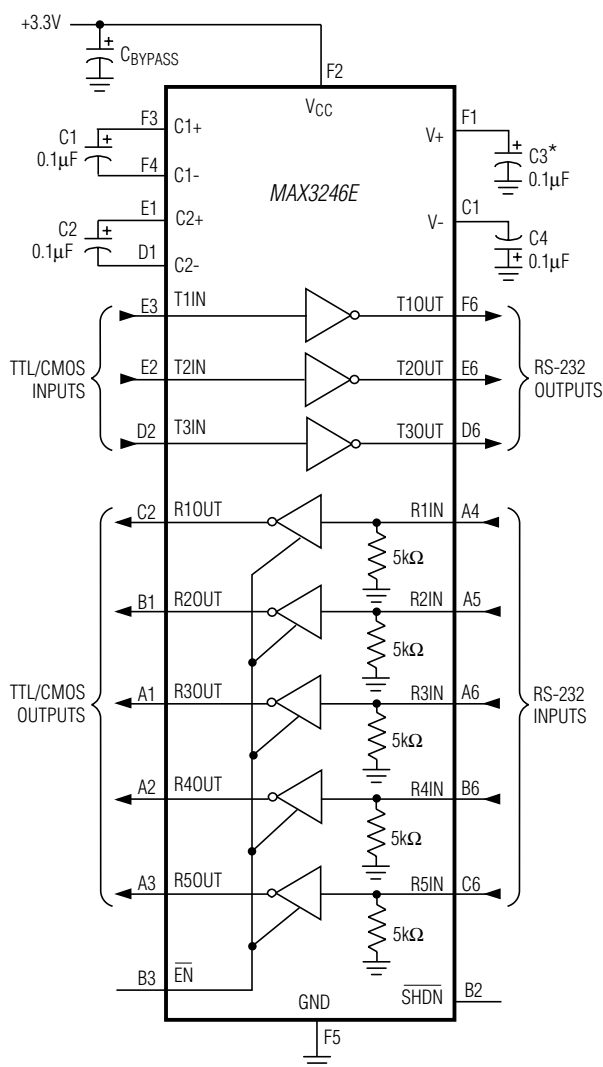 +3.3V
CBYPASS
F2
VCC
F3
C1+
C1
0.1µF
F4
C1-
E1
C2+
C2
0.1µF
D1
C2-
MAX3246E
F1
V+
C3*
0.1µF
C1
V-
C4
0.1µF
TTL/CMOS
INPUTS
E3 T1IN T1OUT F6
E2 T2IN T2OUT E6
D2 T3IN T3OUT D6
RS-232
OUTPUTS
C2 R1OUT R1IN A4
5kΩ
B1 R2OUT R2IN A5
5kΩ
TTL/CMOS
OUTPUTS
A1 R3OUT R3IN A6
5kΩ
RS-232
INPUTS
A2 R4OUT R4IN B6
5kΩ
A3 R5OUT R5IN C6
5kΩ
B3 E̅N̅
GND
S̅H̅D̅N̅ B2
F5